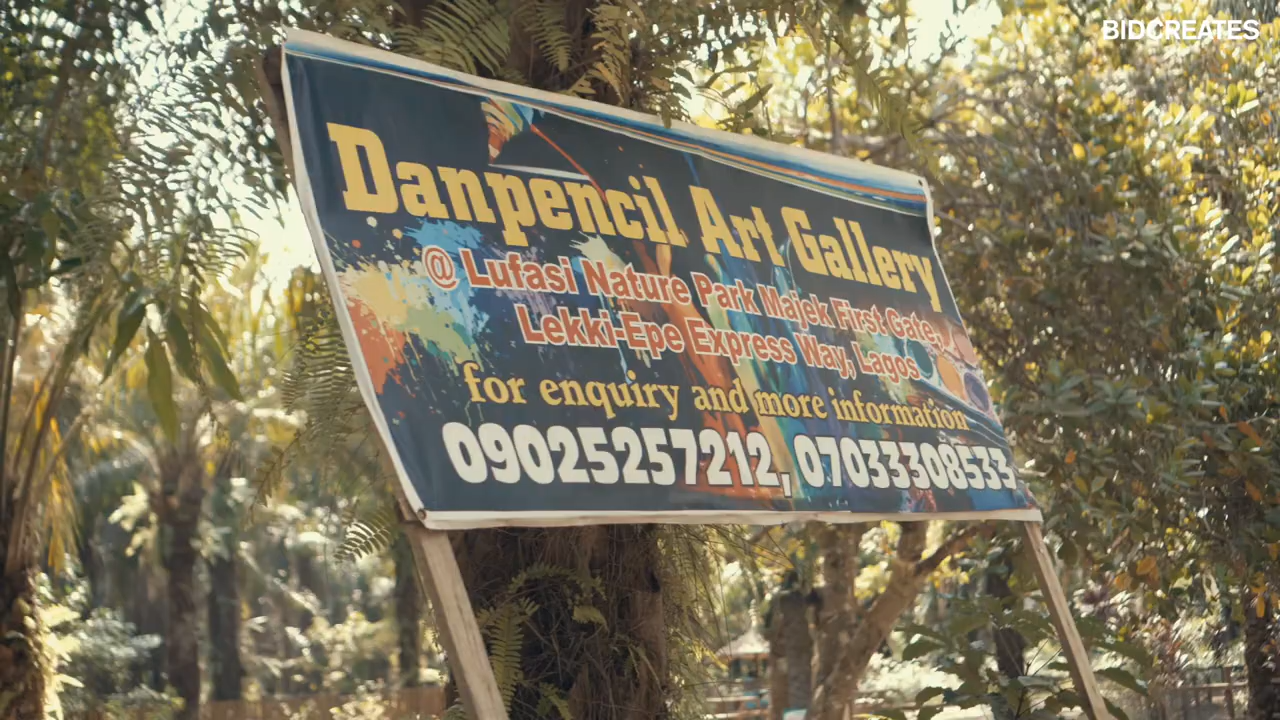 BIDCREATES
Danpencil Art Gallery
@ Lufasi Nature Park Majek First Gate,
Lekki-Epe Express Way, Lagos
for enquiry and more information
09025257212, 07033308533